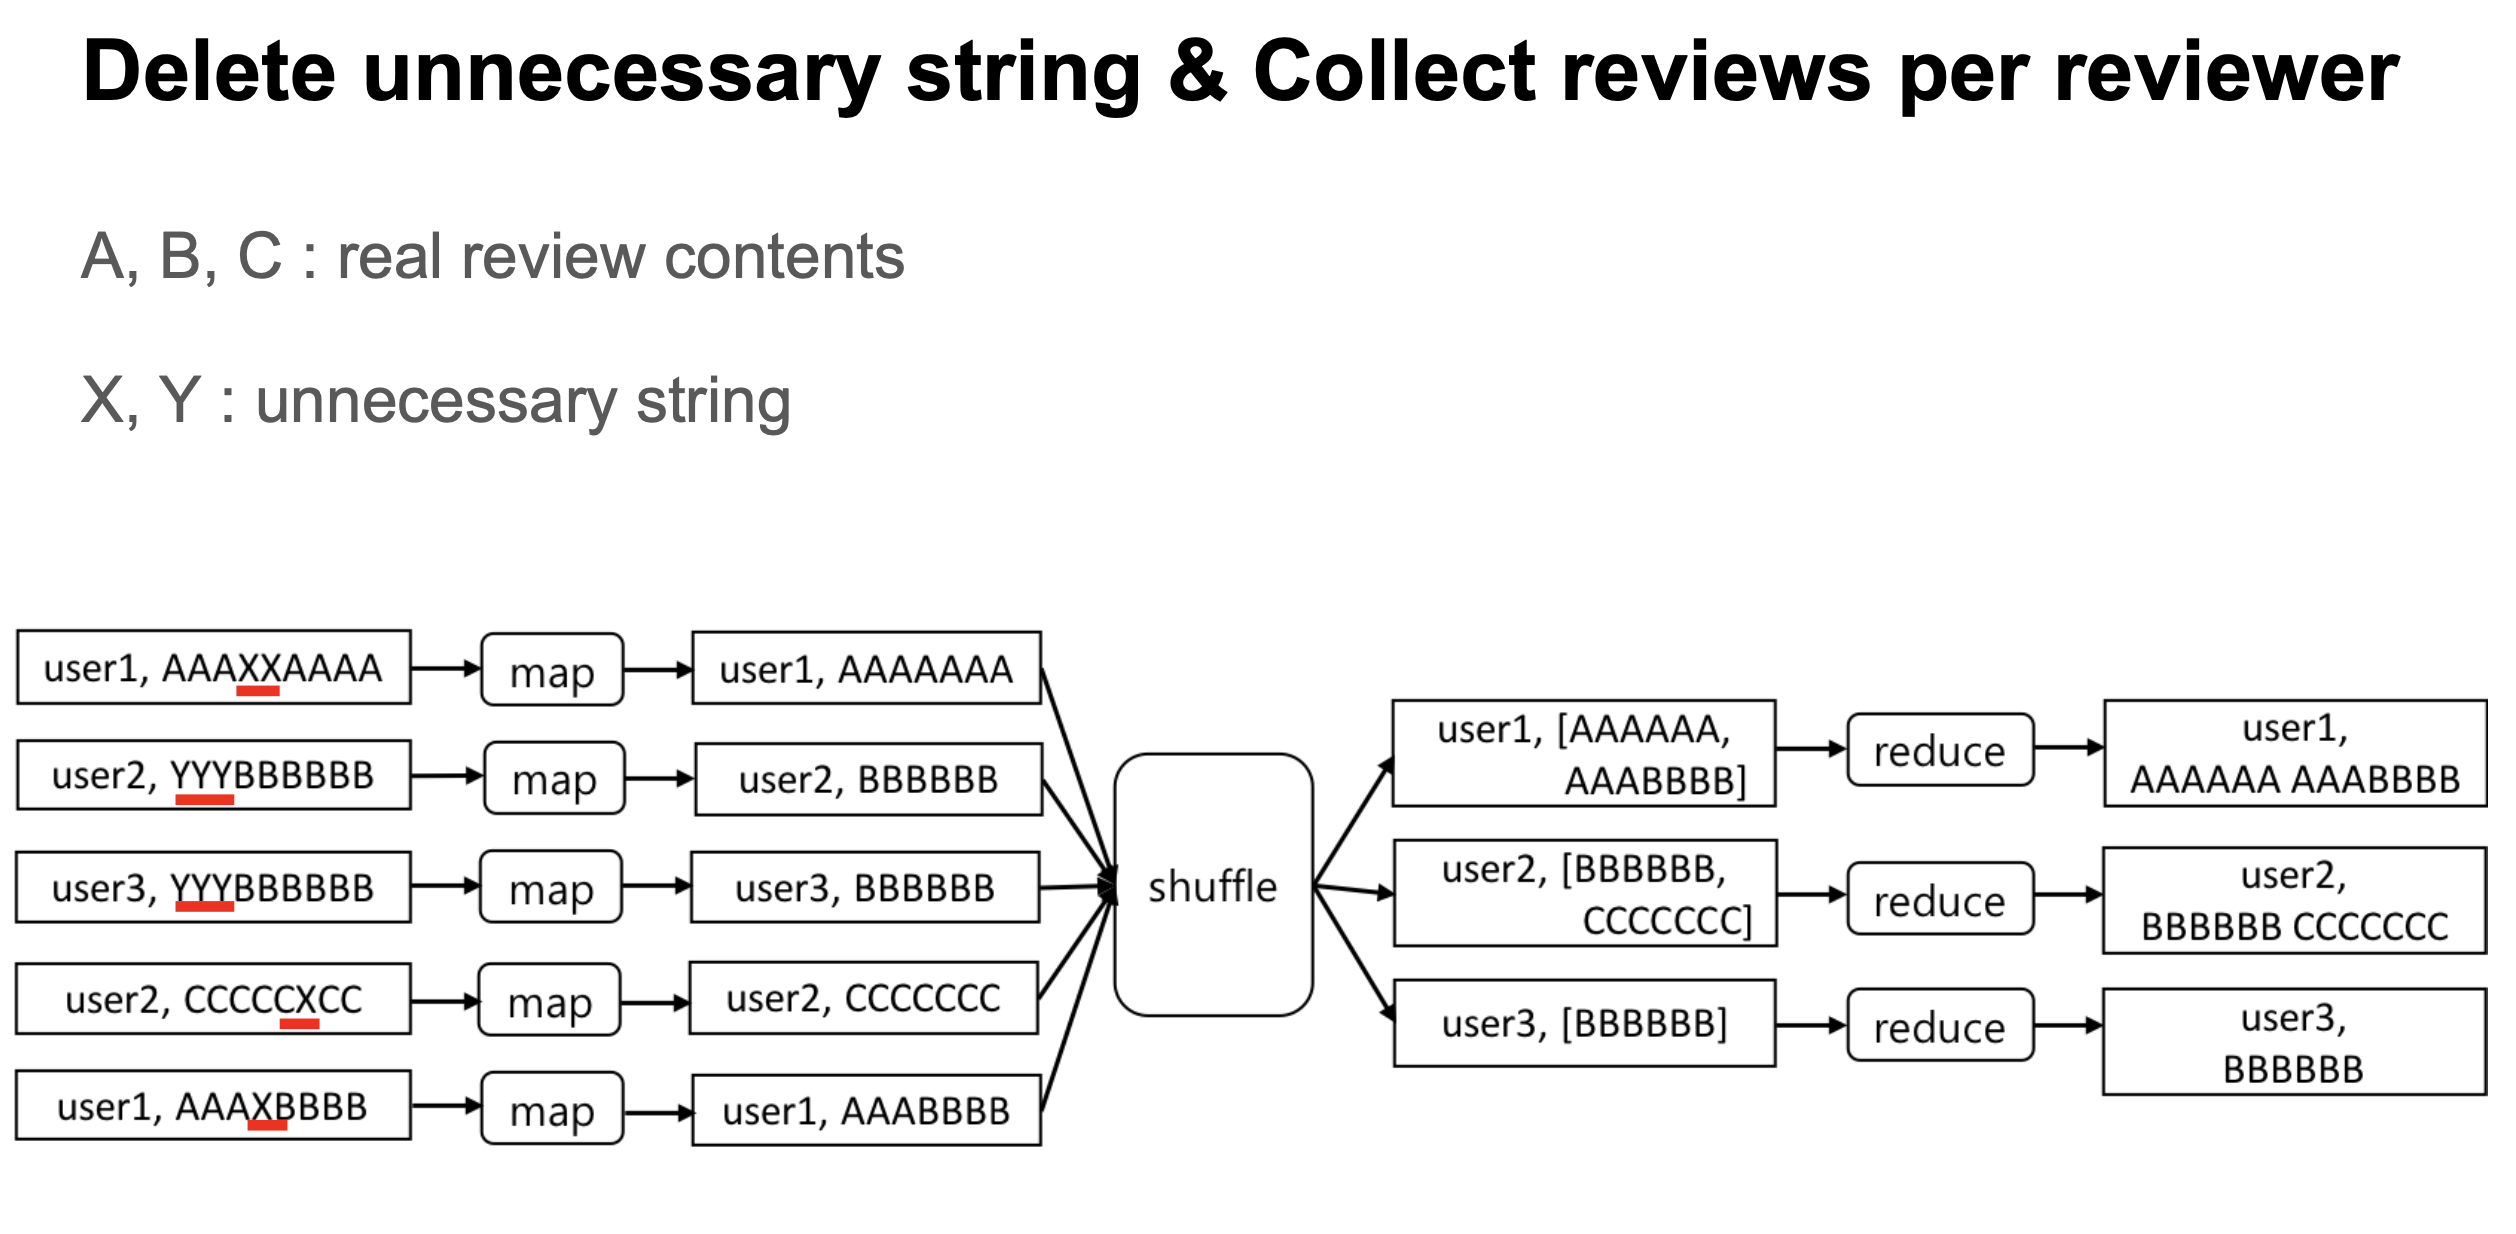 Delete unnecessary string & Collect reviews per reviewer
A, B, C : real review contents
X, Y : unnecessary string
user1, AAAXXAAAA
map
user1, AAAAAAA
user2, YYYBBBBBB
map
user2, BBBBBB
user3, YYYBBBBBB
map
user3, BBBBBB
user2, CCCCCXCC
map
user2, CCCCCCC
user1, AAAXBBBB
map
user1, AAABBBB
shuffle
user1, [AAAAAA,
AAABBBB]
reduce
user1,
AAAAAA AAABBBB
user2, [BBBBBB,
CCCCCCC]
reduce
user2,
BBBBBB CCCCCCC
user3, [BBBBBB]
reduce
user3,
BBBBBB